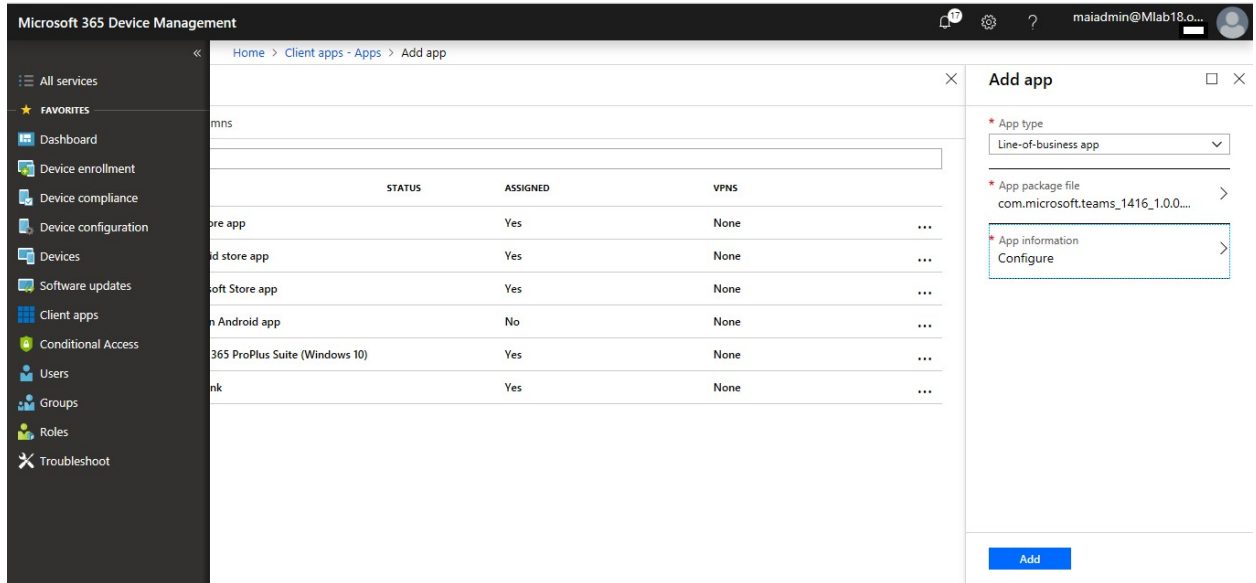 Microsoft 365 Device Management
17
?
maiadmin@Mlab18.o...
«
Home > Client apps - Apps > Add app
All services
FAVORITES
Dashboard
Device enrollment
Device compliance
Device configuration
Devices
Software updates
Client apps
Conditional Access
Users
Groups
Roles
Troubleshoot
mns
STATUS ASSIGNED VPNS
ore app Yes None ...
id store app Yes None ...
soft Store app Yes None ...
n Android app No None ...
365 ProPlus Suite (Windows 10) Yes None ...
nk Yes None ...
Add app
* App type
Line-of-business app
* App package file
com.microsoft.teams_1416_1.0.0....
* App information
Configure
Add